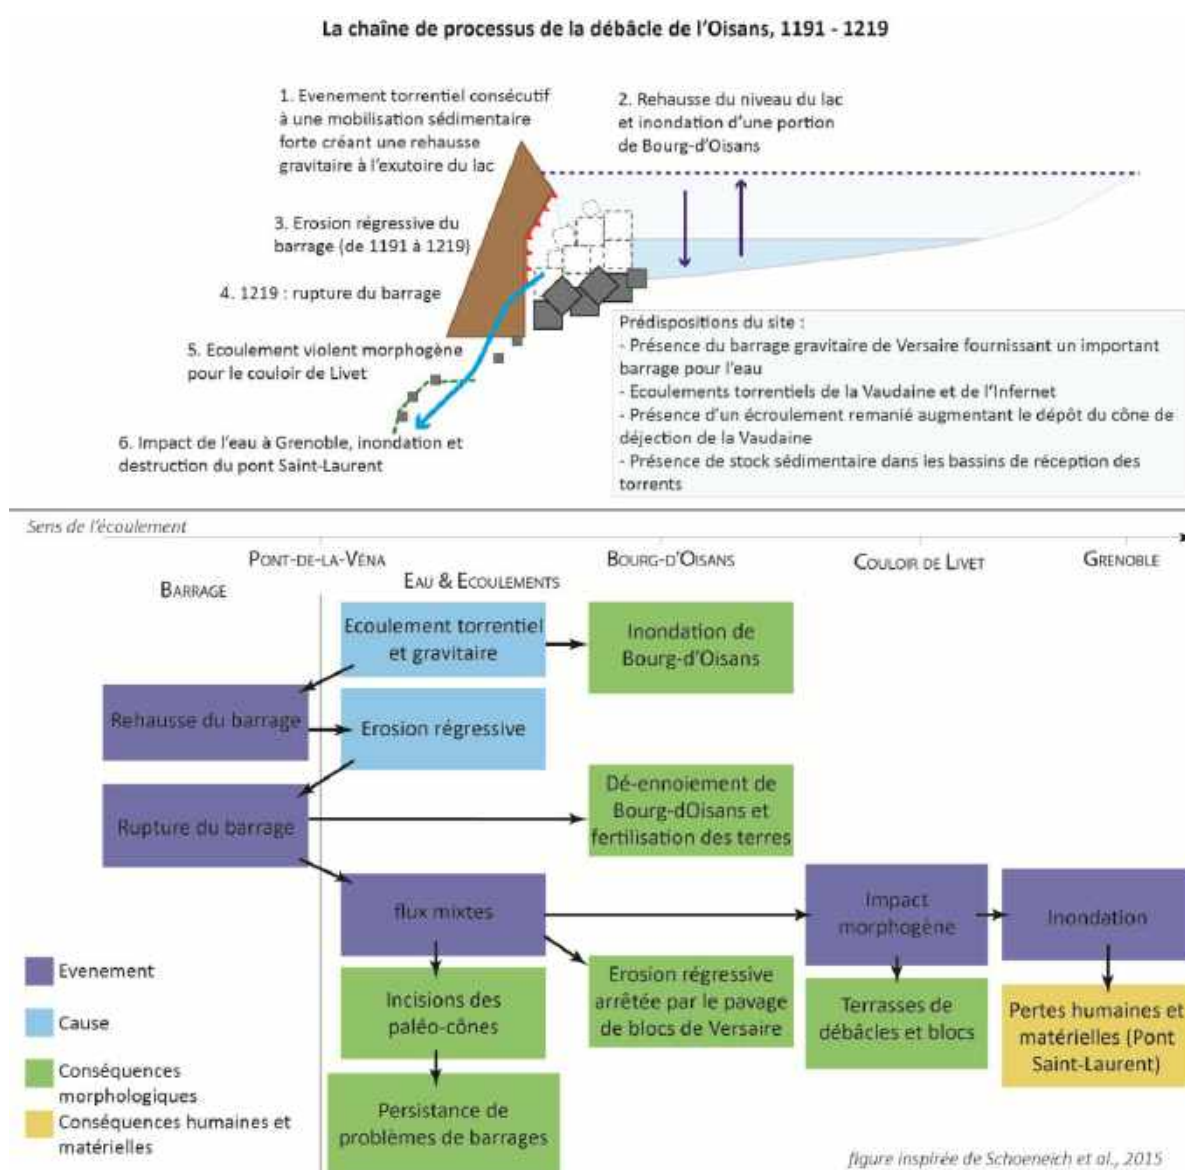 La chaîne de processus de la débâcle de l'Oisans, 1191 - 1219
1. Evenement torrentiel consécutif
à une mobilisation sédimentaire
forte créant une rehausse
gravitaire à l'exutoire du lac
2. Rehausse du niveau du lac
et inondation d'une portion
de Bourg-d'Oisans
3. Erosion régressive du
barrage (de 1191 à 1219)
4. 1219 : rupture du barrage
5. Ecoulement violent morphogène
pour le couloir de Livet
6. Impact de l'eau à Grenoble, inondation et
destruction du pont Saint-Laurent
Prédispositions du site :
- Présence du barrage gravitaire de Versaire fournissant un important
barrage pour l'eau
- Ecoulements torrentiels de la Vaudaine et de l'Infernet
- Présence d'un écroulement remanié augmentant le dépôt du cône de
déjection de la Vaudaine
- Présence de stock sédimentaire dans les bassins de réception des
torrents
Sens de l'écoulement
PONT-DE-LA-VÉNA
BOURG-D'OISANS
COULOIR DE LIVET
GRENOBLE
BARRAGE
EAU & ECOULEMENTS
Ecoulement torrentiel
et gravitaire
Inondation de
Bourg-d'Oisans
Rehausse du barrage
Erosion régressive
Rupture du barrage
Dé-ennoiement de
Bourg-dOisans et
fertilisation des terres
flux mixtes
Impact
morphogène
Inondation
Incisions des
paléo-cônes
Erosion régressive
arrêtée par le pavage
de blocs de Versaire
Terrasses de
débâcles et blocs
Pertes humaines et
matérielles (Pont
Saint-Laurent)
Persistance de
problèmes de barrages
Evenement
Cause
Conséquences
morphologiques
Conséquences humaines et
matérielles
figure inspirée de Schoeneich et al., 2015